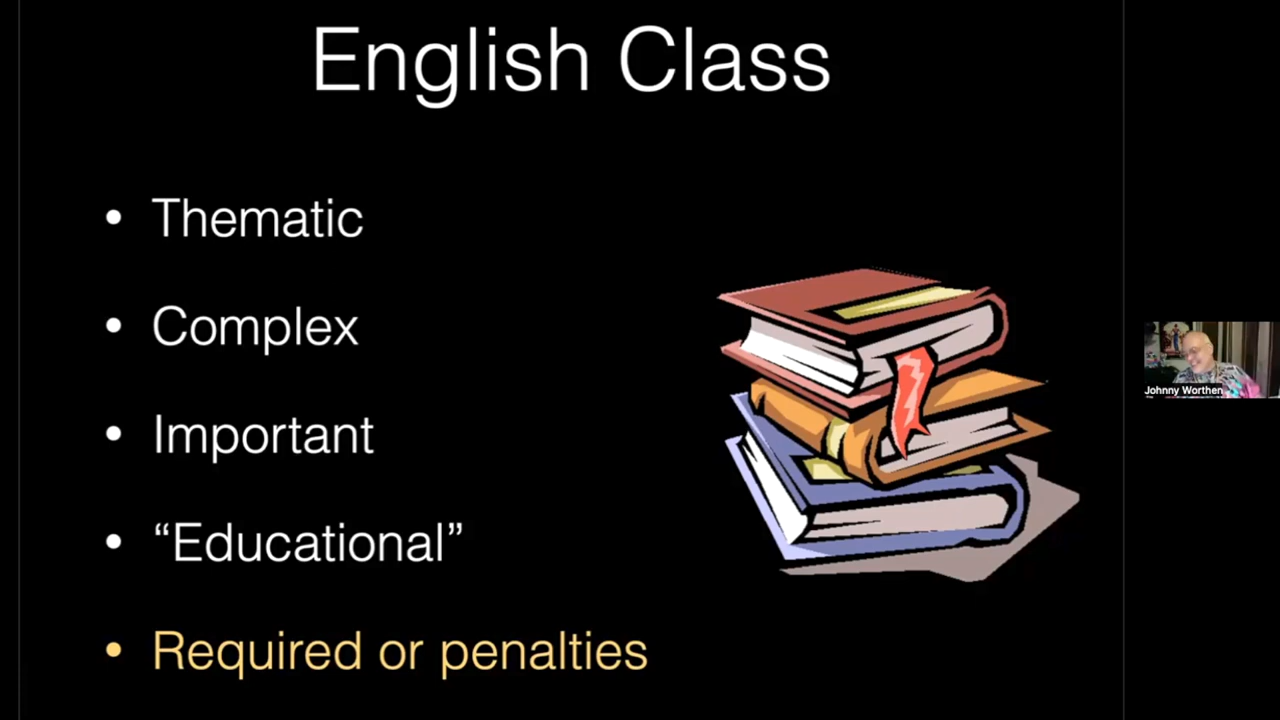 English Class
• Thematic
• Complex
• Important
• “Educational”
• Required or penalties
Johnny Worthen